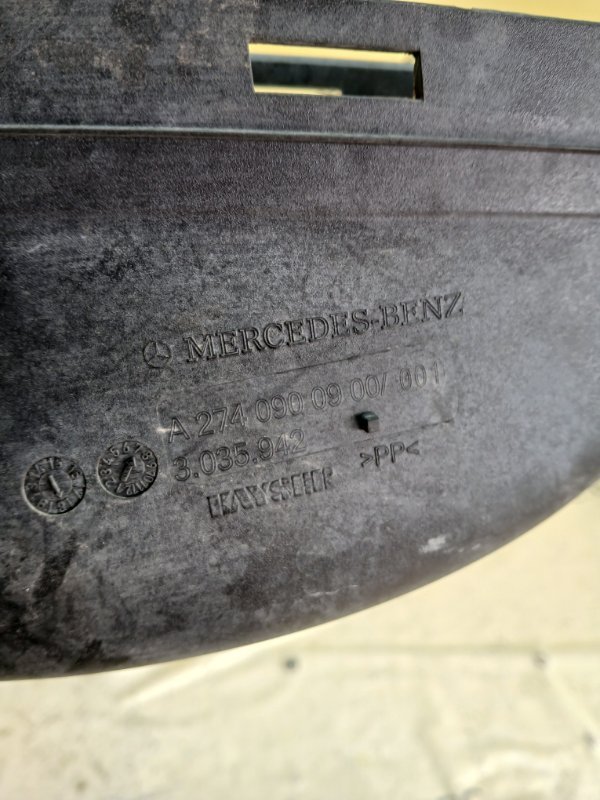 MERCEDES-BENZ
A 274 090 09 00/ 001
3.035.942
>PP<
KAYSER